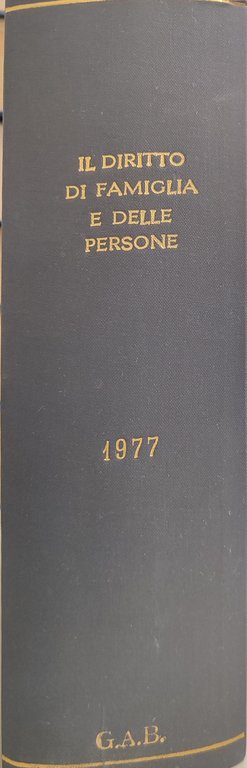 IL DIRITTO
DI FAMIGLIA
E DELLE
PERSONE
1977
G.A.B.